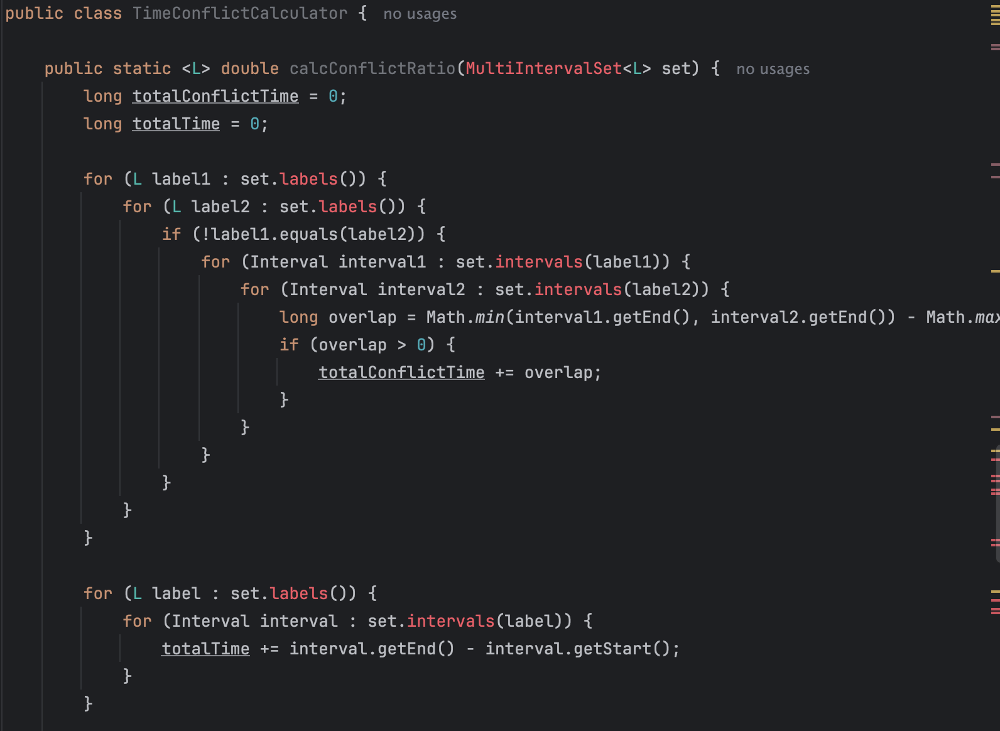 public class TimeConflictCalculator { no usages
public static <L> double calcConflictRatio(MultiIntervalSet<L> set) { no usages
long totalConflictTime = 0;
long totalTime = 0;
for (L label1 : set.labels()) {
for (L label2 : set.labels()) {
if (!label1.equals(label2)) {
for (Interval interval1 : set.intervals(label1)) {
for (Interval interval2 : set.intervals(label2)) {
long overlap = Math.min(interval1.getEnd(), interval2.getEnd()) - Math.max
if (overlap > 0) {
totalConflictTime += overlap;
}
}
}
}
}
}
for (L label : set.labels()) {
for (Interval interval : set.intervals(label)) {
totalTime += interval.getEnd() - interval.getStart();
}
}